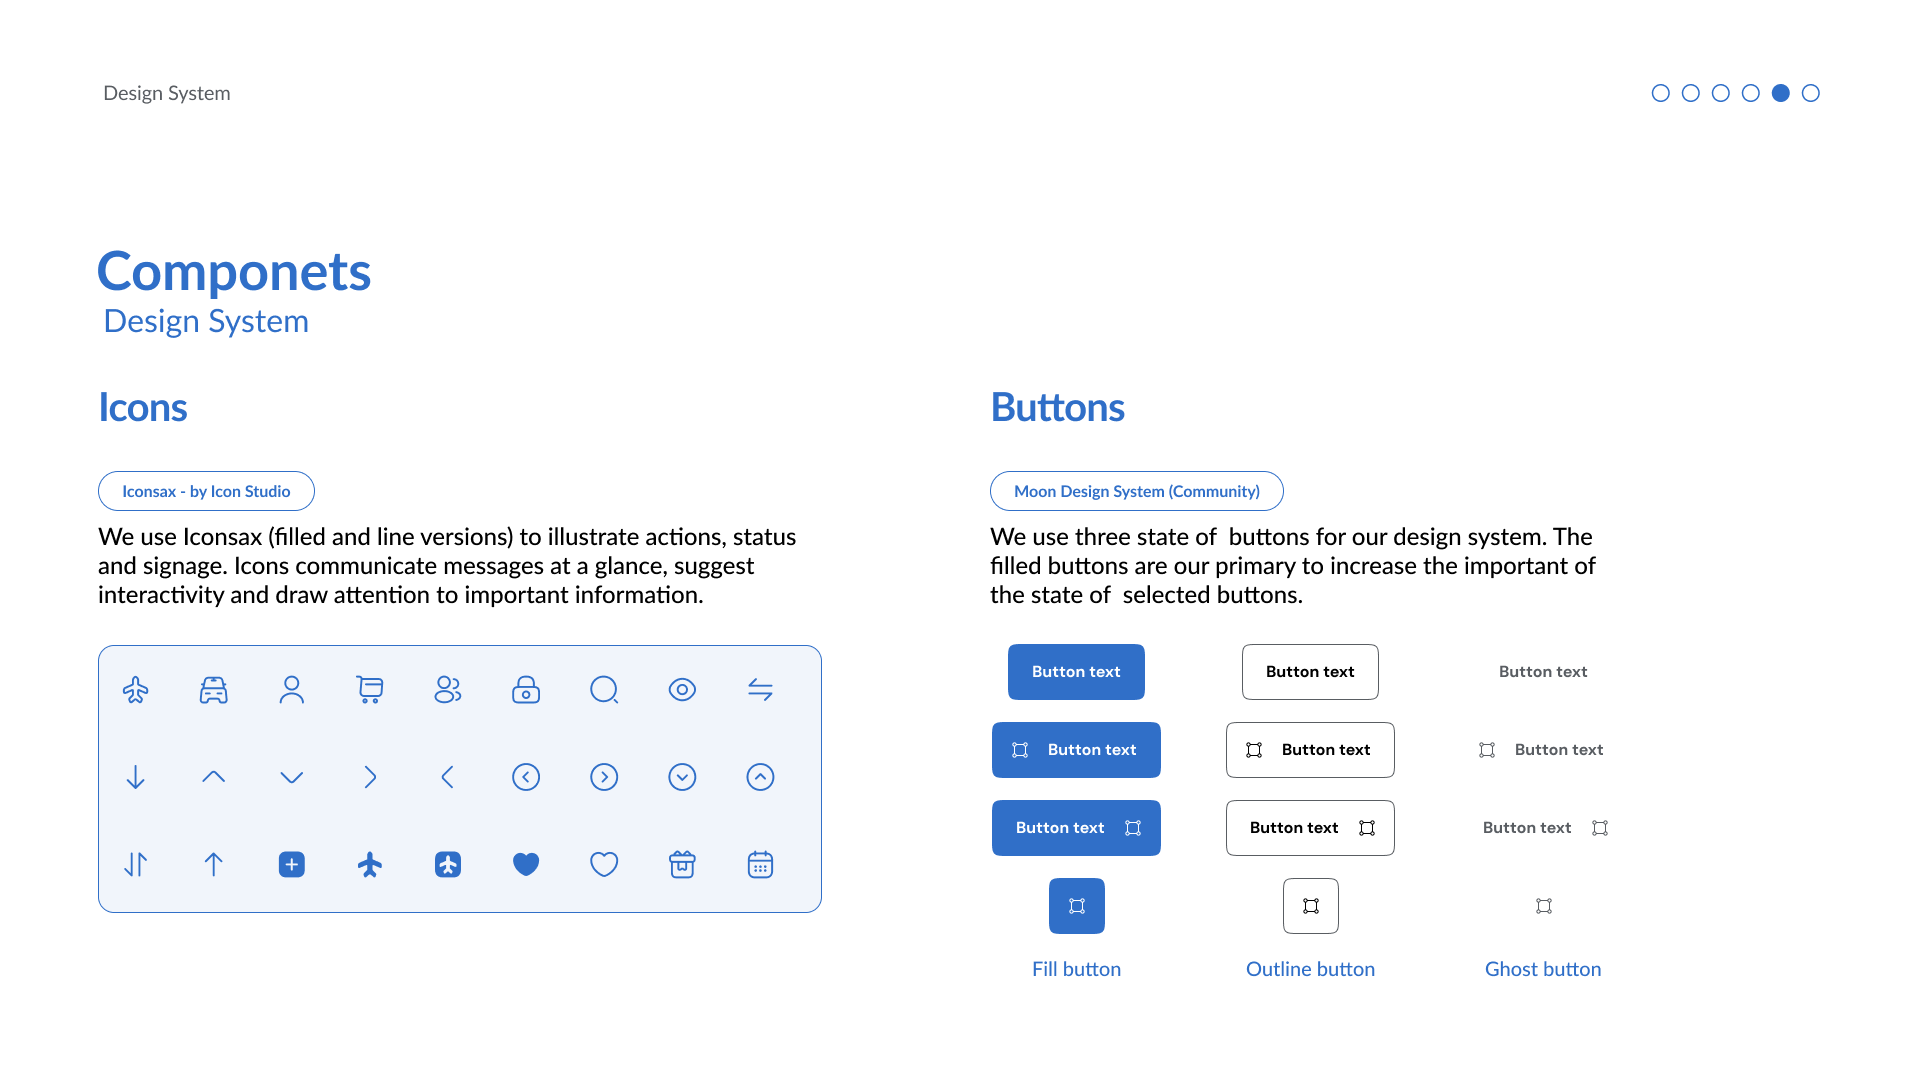 Design System
Componets
Design System
Icons
Iconsax - by Icon Studio
We use Iconsax (filled and line versions) to illustrate actions, status
and signage. Icons communicate messages at a glance, suggest
interactivity and draw attention to important information.
Buttons
Moon Design System (Community)
We use three state of  buttons for our design system. The
filled buttons are our primary to increase the important of
the state of  selected buttons.
Button text
Button text
Button text
Button text
Button text
Button text
Button text
Button text
Button text
Fill button
Outline button
Ghost button